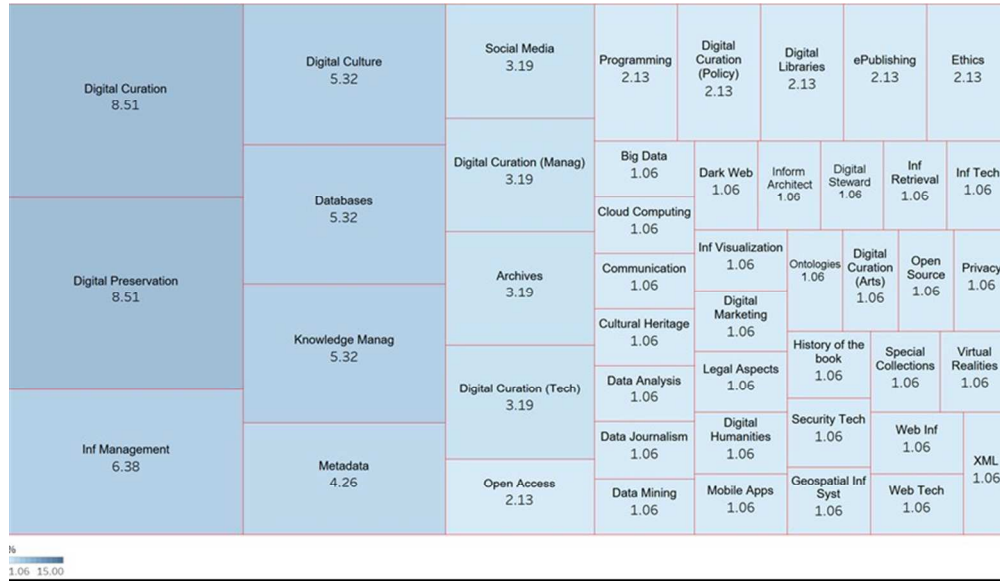 Digital Curation
8.51
Digital Preservation
8.51
Inf Management
6.38
Digital Culture
5.32
Databases
5.32
Knowledge Manag
5.32
Metadata
4.26
Social Media
3.19
Digital Curation (Manag)
3.19
Archives
3.19
Digital Curation (Tech)
3.19
Open Access
2.13
Programming
2.13
Digital
Curation
(Policy)
2.13
Digital
Libraries
2.13
ePublishing
2.13
Ethics
2.13
Big Data
1.06
Cloud Computing
1.06
Communication
1.06
Cultural Heritage
1.06
Data Analysis
1.06
Data Journalism
1.06
Data Mining
1.06
Dark Web
1.06
Inform
Architect
1.06
Digital
Steward
1.06
Inf
Retrieval
1.06
Inf Tech
1.06
Inf Visualization
1.06
Digital
Marketing
1.06
Legal Aspects
1.06
Digital
Humanities
1.06
Mobile Apps
1.06
Ontologies
1.06
Digital
Curation
(Arts)
1.06
Open
Source
1.06
Privacy
1.06
History of the
book
1.06
Security Tech
1.06
Geospatial Inf
Syst
1.06
Special
Collections
1.06
Virtual
Realities
1.06
Web Inf
1.06
Web Tech
1.06
XML
1.06
%
1.06 15.00